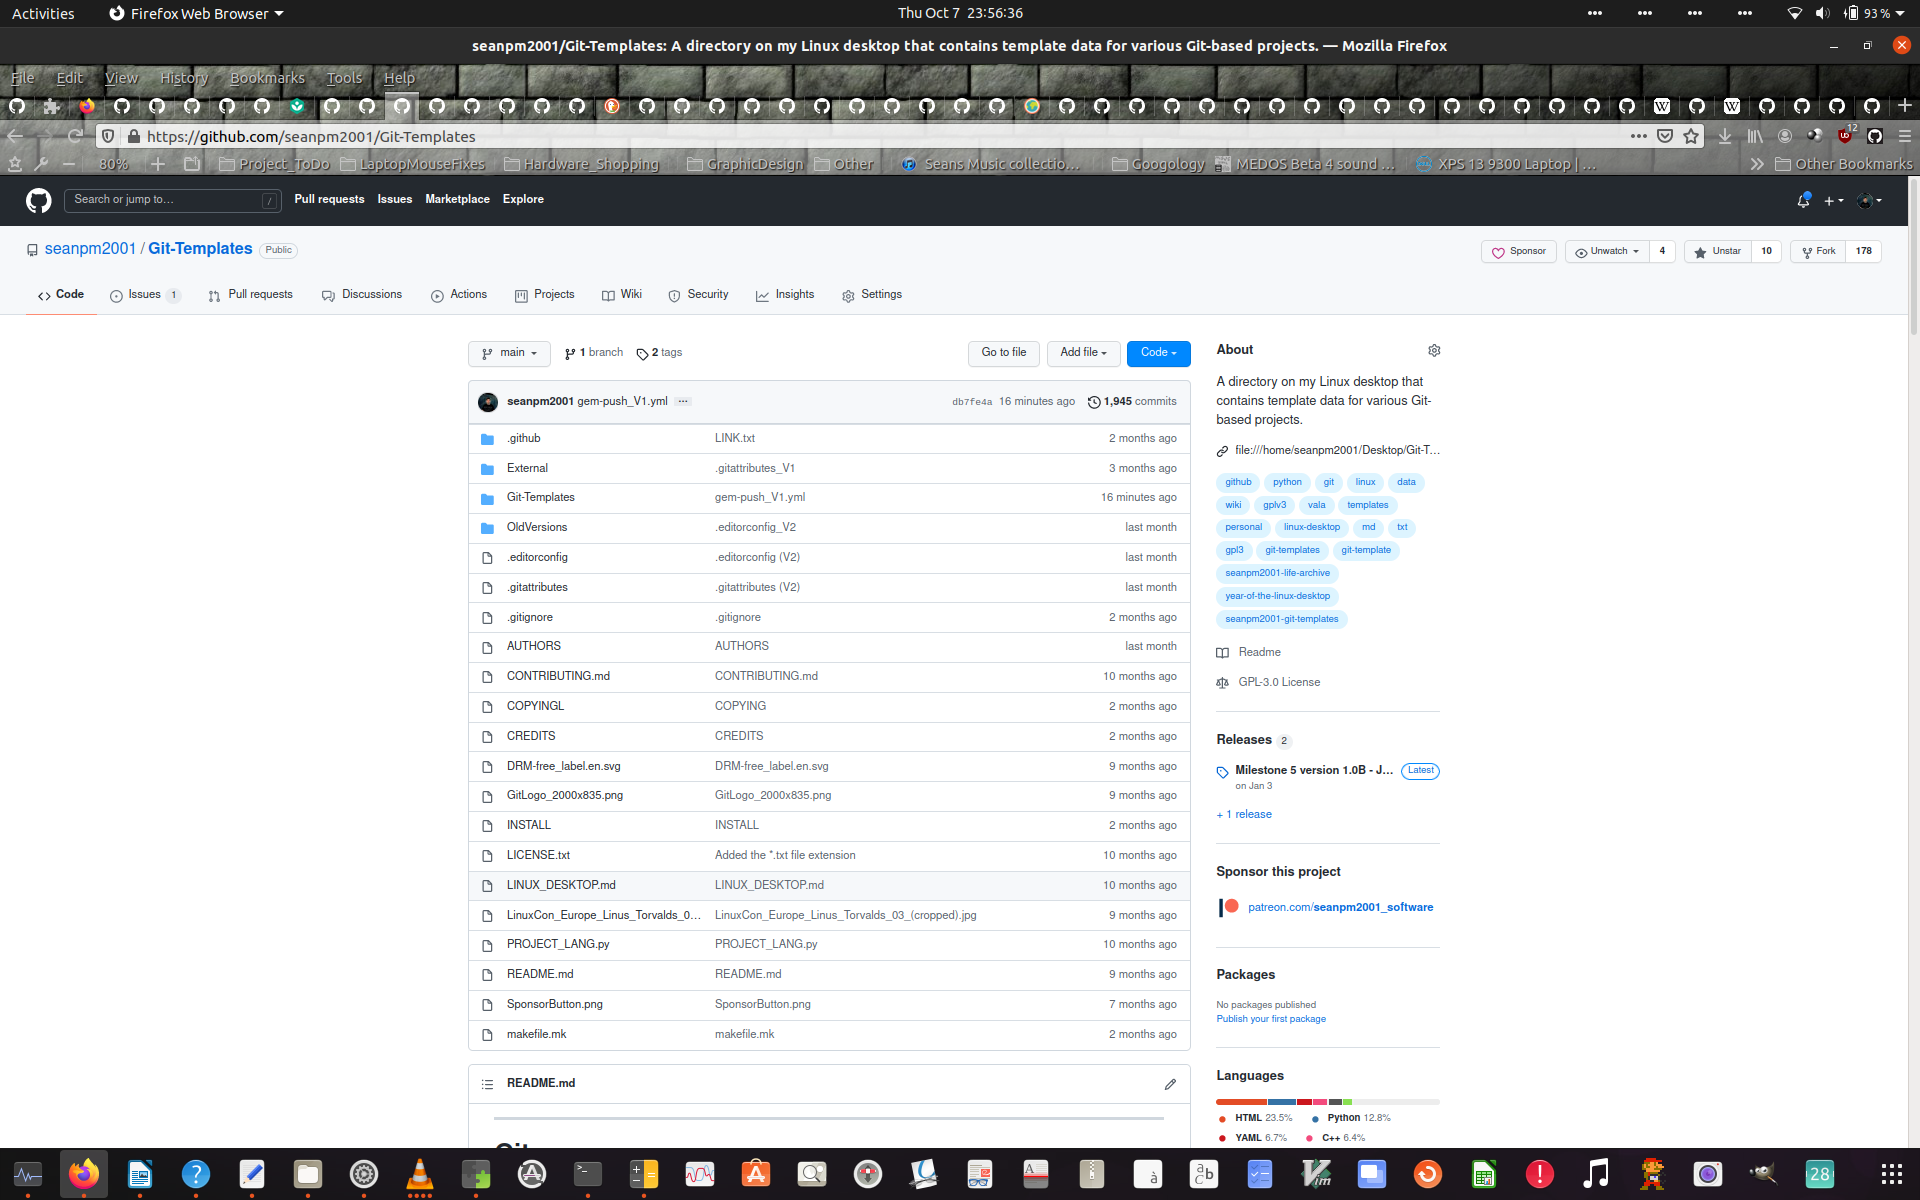 Activities
Firefox Web Browser
Thu Oct 7 23:56:36
93 %
seanpm2001/Git-Templates: A directory on my Linux desktop that contains template data for various Git-based projects. — Mozilla Firefox
File Edit View History Bookmarks Tools Help
https://github.com/seanpm2001/Git-Templates
12
80%
Project_ToDo
LaptopMouseFixes
Hardware_Shopping
GraphicDesign
Other
Seans Music collectio…
Googology
MEDOS Beta 4 sound …
XPS 13 9300 Laptop | …
Other Bookmarks
Search or jump to…
/
Pull requests Issues Marketplace Explore
seanpm2001 / Git-Templates Public
Sponsor
Unwatch 4
Unstar 10
Fork 178
Code
Issues 1
Pull requests
Discussions
Actions
Projects
Wiki
Security
Insights
Settings
main
1 branch
2 tags
Go to file
Add file
Code
seanpm2001 gem-push_V1.yml ... db7fe4a 16 minutes ago 1,945 commits
.github LINK.txt 2 months ago
External .gitattributes_V1 3 months ago
Git-Templates gem-push_V1.yml 16 minutes ago
OldVersions .editorconfig_V2 last month
.editorconfig .editorconfig (V2) last month
.gitattributes .gitattributes (V2) last month
.gitignore .gitignore 2 months ago
AUTHORS AUTHORS last month
CONTRIBUTING.md CONTRIBUTING.md 10 months ago
COPYINGL COPYING 2 months ago
CREDITS CREDITS 2 months ago
DRM-free_label.en.svg DRM-free_label.en.svg 9 months ago
GitLogo_2000x835.png GitLogo_2000x835.png 9 months ago
INSTALL INSTALL 2 months ago
LICENSE.txt Added the *.txt file extension 10 months ago
LINUX_DESKTOP.md LINUX_DESKTOP.md 10 months ago
LinuxCon_Europe_Linus_Torvalds_0... LinuxCon_Europe_Linus_Torvalds_03_(cropped).jpg 9 months ago
PROJECT_LANG.py PROJECT_LANG.py 10 months ago
README.md README.md 9 months ago
SponsorButton.png SponsorButton.png 7 months ago
makefile.mk makefile.mk 2 months ago
README.md
About
A directory on my Linux desktop that
contains template data for various Git-
based projects.
file:///home/seanpm2001/Desktop/Git-T...
github python git linux data
wiki gplv3 vala templates
personal linux-desktop md txt
gpl3 git-templates git-template
seanpm2001-life-archive
year-of-the-linux-desktop
seanpm2001-git-templates
Readme
GPL-3.0 License
Releases 2
Milestone 5 version 1.0B - J... Latest
on Jan 3
+ 1 release
Sponsor this project
patreon.com/seanpm2001_software
Packages
No packages published
Publish your first package
Languages
HTML 23.5% Python 12.8%
YAML 6.7% C++ 6.4%
28